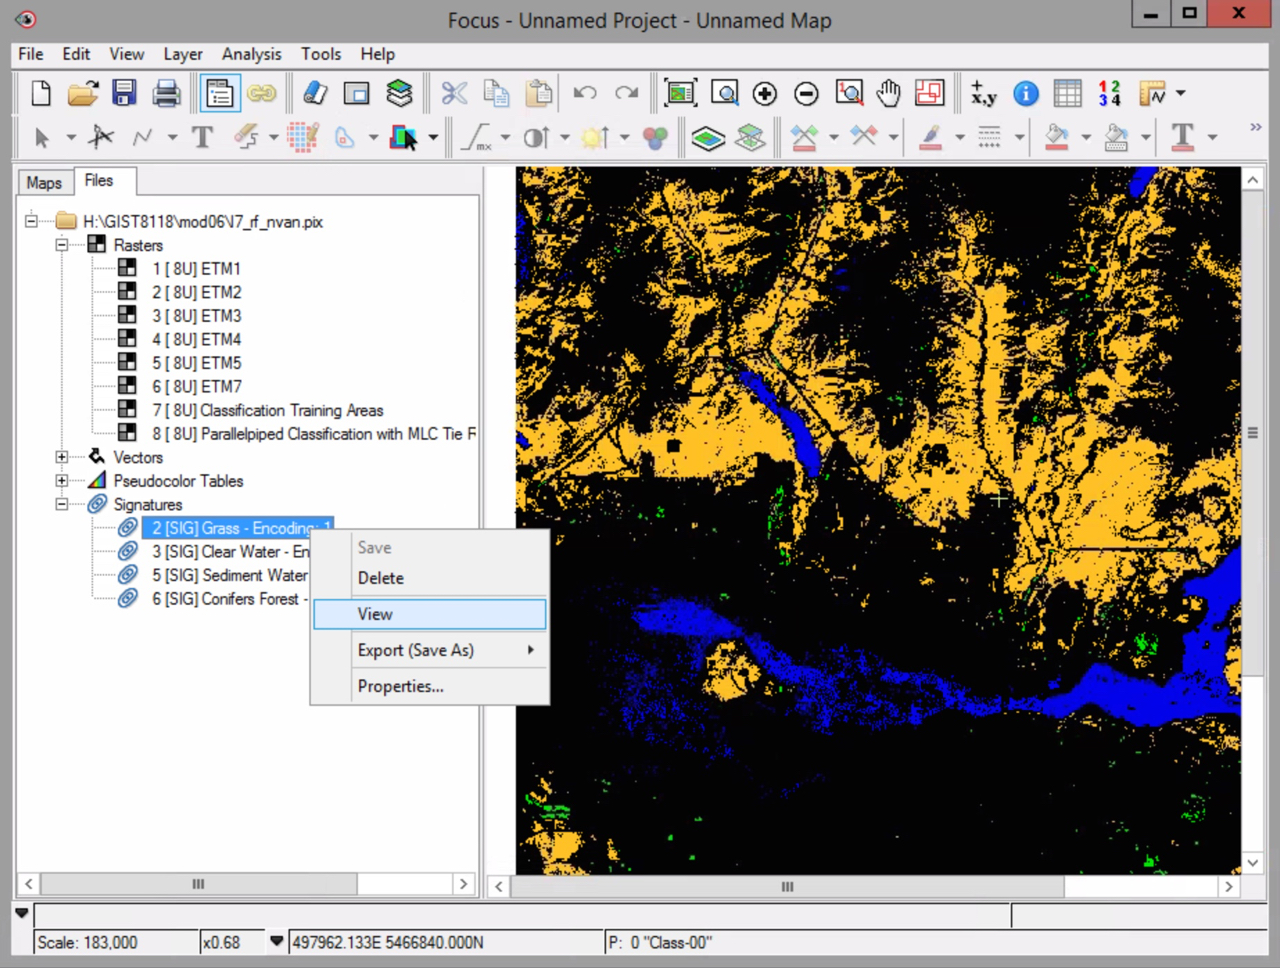 Focus - Unnamed Project - Unnamed Map
File Edit View Layer Analysis Tools Help
Maps Files
H:\GIST8118\mod06\l7_rf_nvan.pix
Rasters
1 [ 8U] ETM1
2 [ 8U] ETM2
3 [ 8U] ETM3
4 [ 8U] ETM4
5 [ 8U] ETM5
6 [ 8U] ETM7
7 [ 8U] Classification Training Areas
8 [ 8U] Parallelpiped Classification with MLC Tie R
Vectors
Pseudocolor Tables
Signatures
2 [SIG] Grass - Encoding: 1
3 [SIG] Clear Water - En
5 [SIG] Sediment Water
6 [SIG] Conifers Forest -
Save
Delete
View
Export (Save As)
Properties...
Scale: 183,000 x0.68 497962.133E 5466840.000N P: 0 "Class-00"